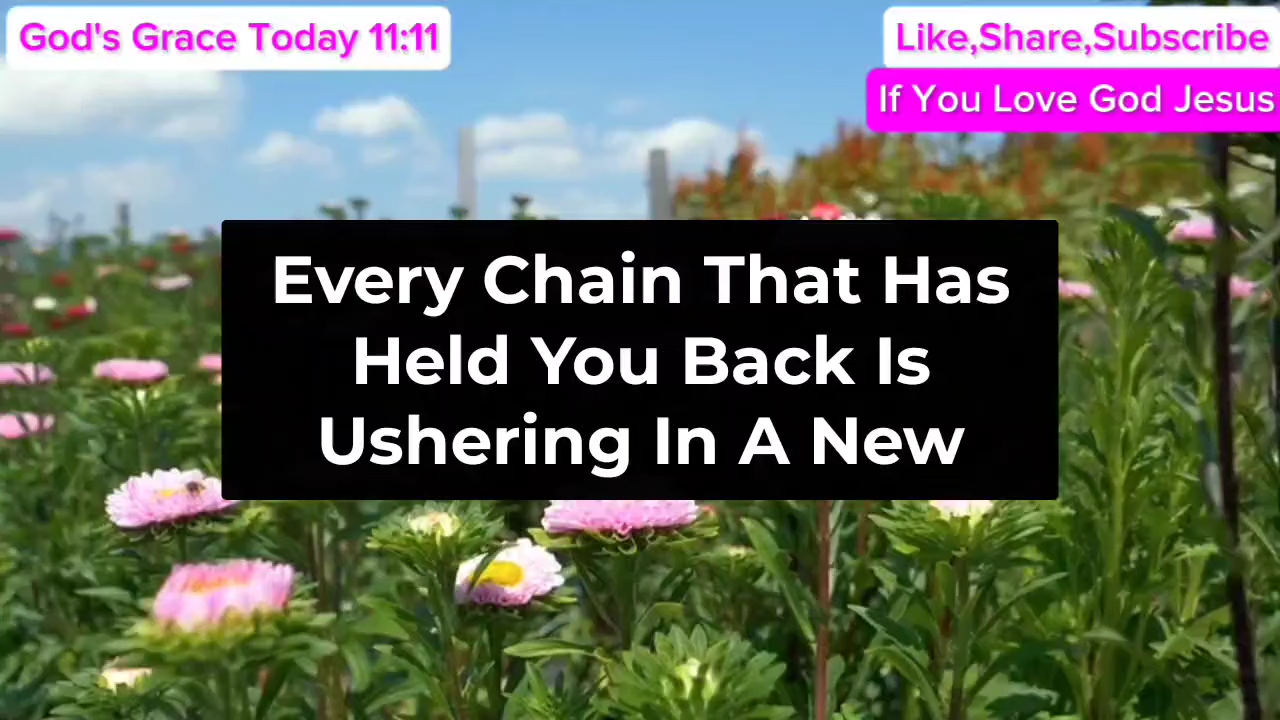 God's Grace Today 11:11
Like,Share,Subscribe
If You Love God Jesus
Every Chain That Has
Held You Back Is
Ushering In A New